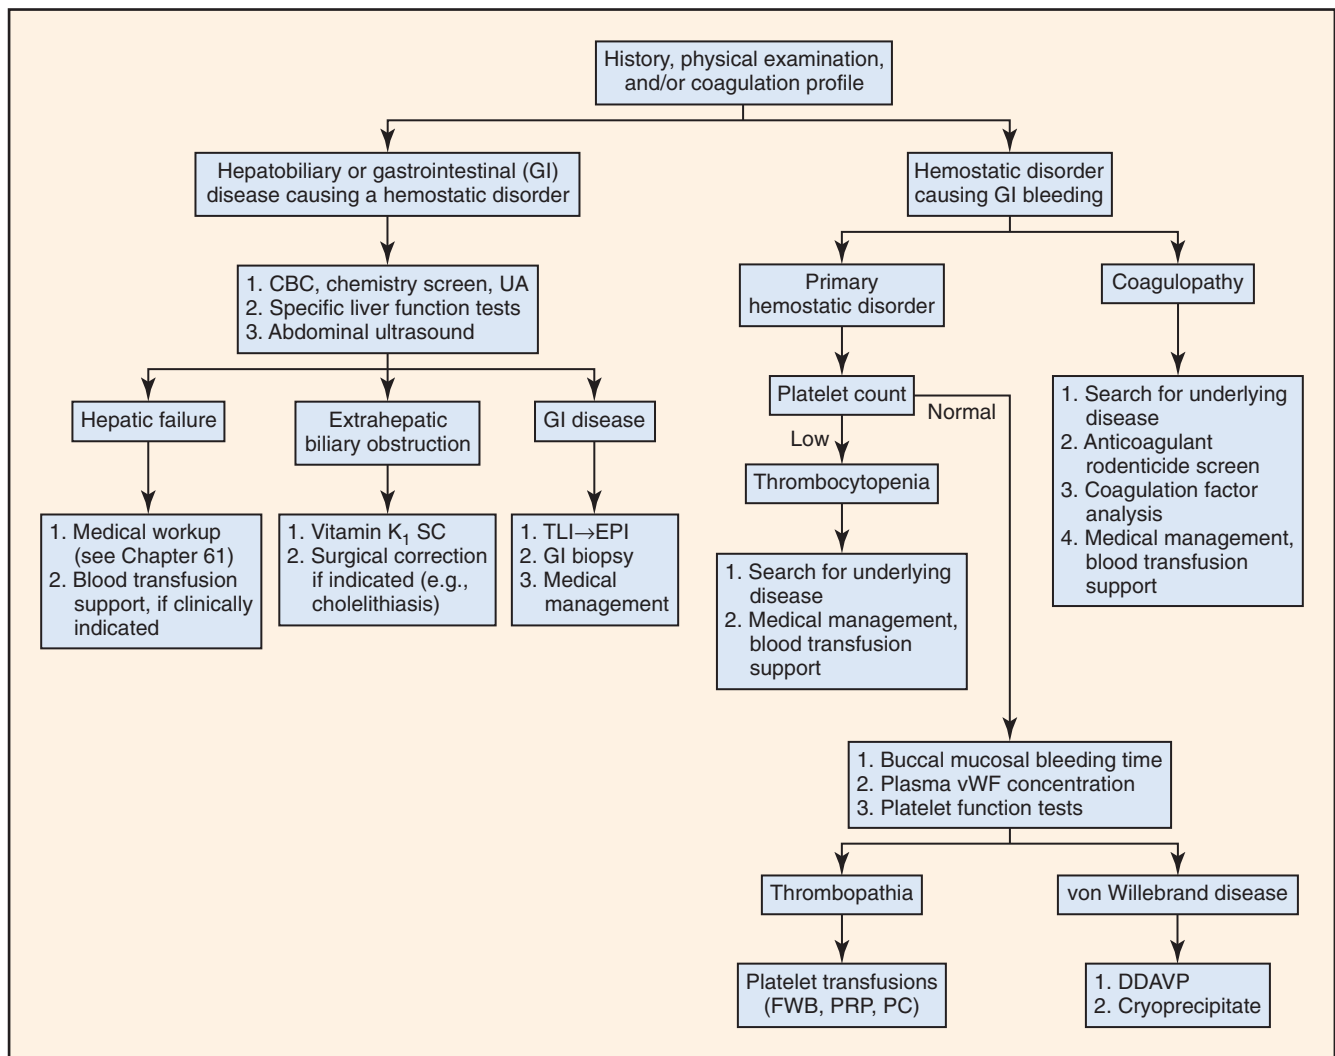 History, physical examination,
and/or coagulation profile
Hepatobiliary or gastrointestinal (GI)
disease causing a hemostatic disorder
Hemostatic disorder
causing GI bleeding
1. CBC, chemistry screen, UA
2. Specific liver function tests
3. Abdominal ultrasound
Primary
hemostatic disorder
Coagulopathy
Hepatic failure
Extrahepatic
biliary obstruction
GI disease
Platelet count
Normal
Low
Thrombocytopenia
1. Search for underlying
disease
2. Anticoagulant
rodenticide screen
3. Coagulation factor
analysis
4. Medical management,
blood transfusion
support
1. Medical workup
(see Chapter 61)
2. Blood transfusion
support, if clinically
indicated
1. Vitamin K₁ SC
2. Surgical correction
if indicated (e.g.,
cholelithiasis)
1. TLI→EPI
2. GI biopsy
3. Medical
management
1. Search for underlying
disease
2. Medical management,
blood transfusion
support
1. Buccal mucosal bleeding time
2. Plasma vWF concentration
3. Platelet function tests
Thrombopathia
von Willebrand disease
Platelet transfusions
(FWB, PRP, PC)
1. DDAVP
2. Cryoprecipitate